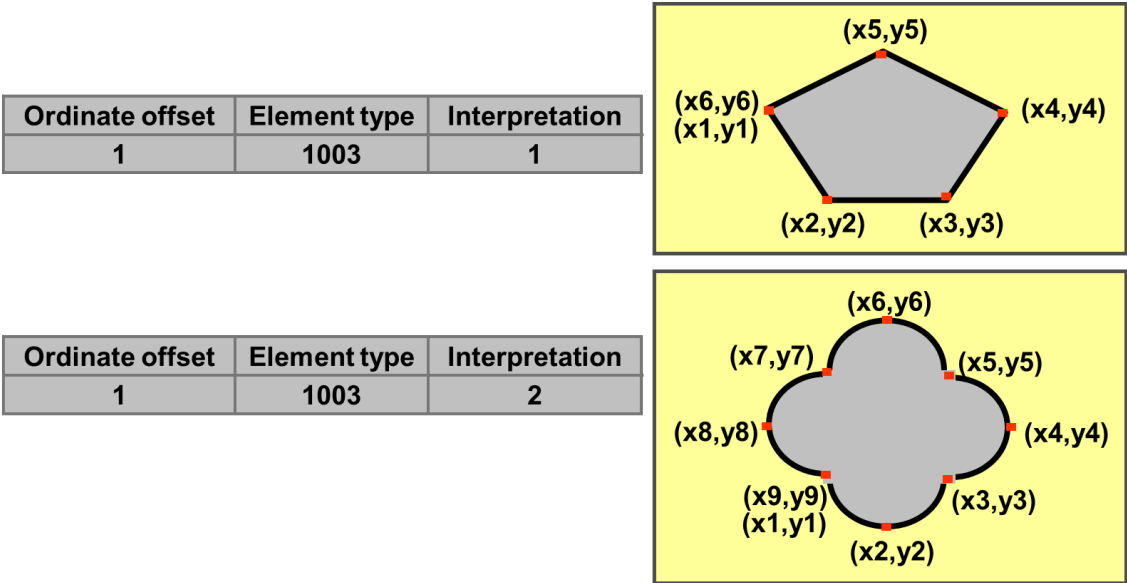 Ordinate offset Element type Interpretation
1 1003 1
(x5,y5)
(x6,y6)
(x1,y1)
(x4,y4)
(x2,y2) (x3,y3)
Ordinate offset Element type Interpretation
1 1003 2
(x6,y6)
(x7,y7)
(x5,y5)
(x8,y8)
(x4,y4)
(x9,y9)
(x1,y1)
(x3,y3)
(x2,y2)